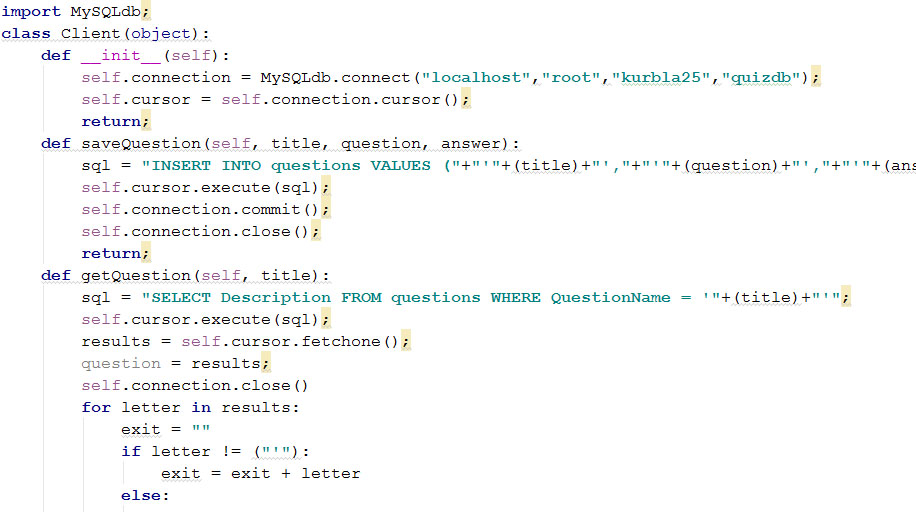 import MySQLdb;
class Client(object):
    def __init__(self):
        self.connection = MySQLdb.connect("localhost","root","kurbla25","quizdb");
        self.cursor = self.connection.cursor();
        return;
    def saveQuestion(self, title, question, answer):
        sql = "INSERT INTO questions VALUES ("+"'"+(title)+"',"+"'"+(question)+"',"+"'"+(ans
        self.cursor.execute(sql);
        self.connection.commit();
        self.connection.close();
        return;
    def getQuestion(self, title):
        sql = "SELECT Description FROM questions WHERE QuestionName = '"+(title)+"'";
        self.cursor.execute(sql);
        results = self.cursor.fetchone();
        question = results;
        self.connection.close()
        for letter in results:
            exit = ""
            if letter != ("'"):
                exit = exit + letter
            else: